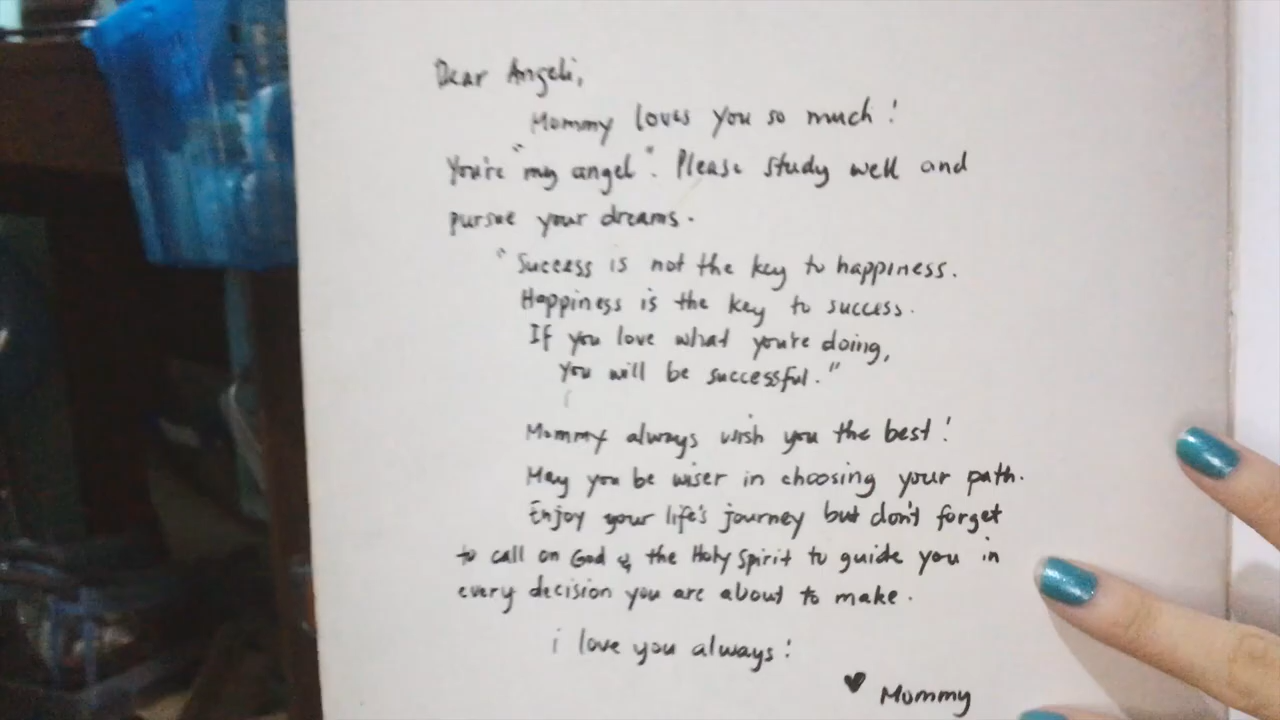 Dear Angeli,
Mommy loves you so much!
You're "my angel". Please study well and
pursue your dreams.
"Success is not the key to happiness.
Happiness is the key to success.
If you love what you're doing,
you will be successful."
Mommy always wish you the best!
May you be wiser in choosing your path.
Enjoy your life's journey but don't forget
to call on God & the Holy Spirit to guide you in
every decision you are about to make.
i love you always!
♥ Mommy